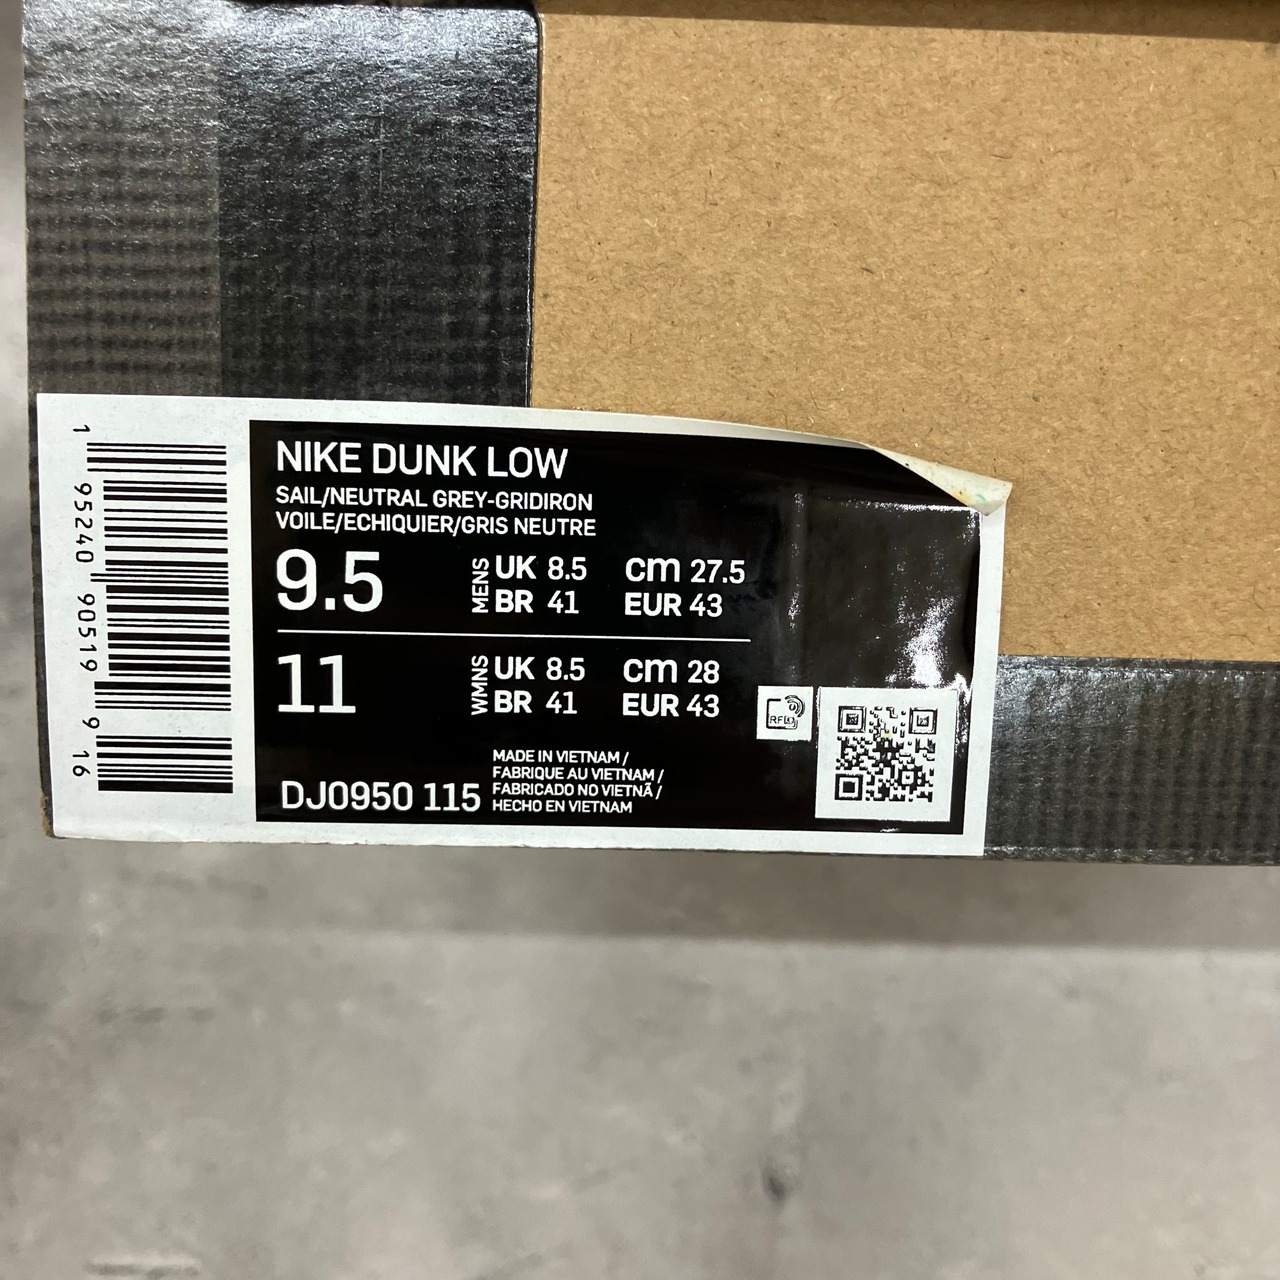 NIKE DUNK LOW
SAIL/NEUTRAL GREY-GRIDIRON
VOILE/ECHIQUIER/GRIS NEUTRE
9.5 MENS UK 8.5 cm 27.5
BR 41 EUR 43
11 WMNS UK 8.5 cm 28
BR 41 EUR 43
RFID
MADE IN VIETNAM /
FABRIQUE AU VIETNAM /
FABRICADO NO VIETNÃ /
HECHO EN VIETNAM
DJ0950 115
1 95240 90519 9 16